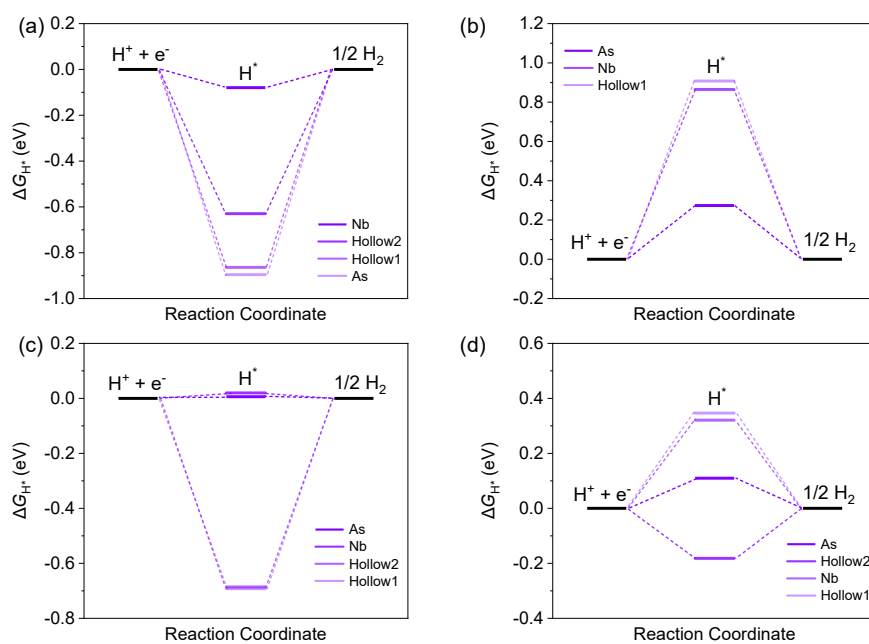 (a)
0.2
0.0
-0.2
-0.4
-0.6
-0.8
-1.0
ΔG_H* (eV)
H⁺ + e⁻
H*
1/2 H₂
Nb
Hollow2
Hollow1
As
Reaction Coordinate
(b)
1.2
1.0
0.8
0.6
0.4
0.2
0.0
-0.2
ΔG_H* (eV)
As
Nb
Hollow1
H*
H⁺ + e⁻
1/2 H₂
Reaction Coordinate
(c)
0.2
0.0
-0.2
-0.4
-0.6
-0.8
ΔG_H* (eV)
H⁺ + e⁻
H*
1/2 H₂
As
Nb
Hollow2
Hollow1
Reaction Coordinate
(d)
0.6
0.4
0.2
0.0
-0.2
-0.4
ΔG_H* (eV)
H*
H⁺ + e⁻
1/2 H₂
As
Hollow2
Nb
Hollow1
Reaction Coordinate